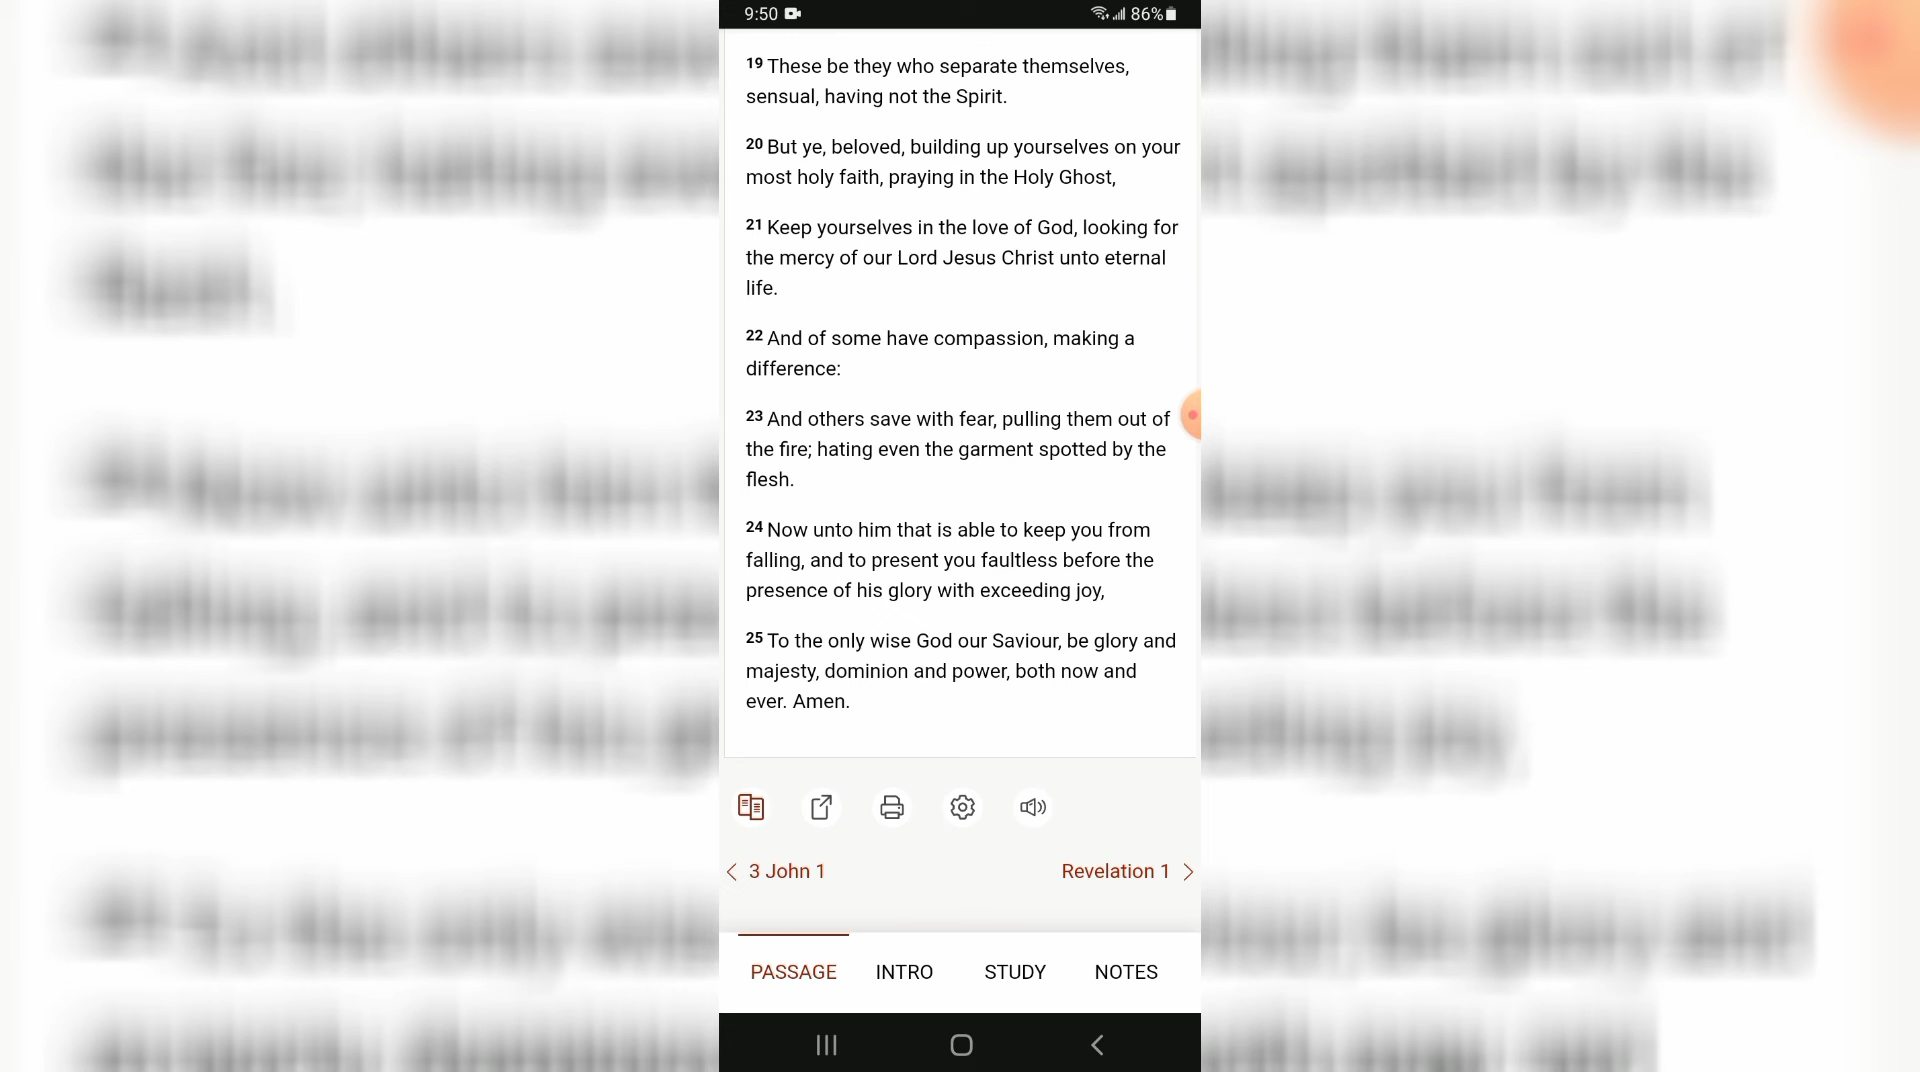 9:50
86%
19 These be they who separate themselves,
sensual, having not the Spirit.
20 But ye, beloved, building up yourselves on your
most holy faith, praying in the Holy Ghost,
21 Keep yourselves in the love of God, looking for
the mercy of our Lord Jesus Christ unto eternal
life.
22 And of some have compassion, making a
difference:
23 And others save with fear, pulling them out of
the fire; hating even the garment spotted by the
flesh.
24 Now unto him that is able to keep you from
falling, and to present you faultless before the
presence of his glory with exceeding joy,
25 To the only wise God our Saviour, be glory and
majesty, dominion and power, both now and
ever. Amen.
3 John 1
Revelation 1
PASSAGE INTRO STUDY NOTES